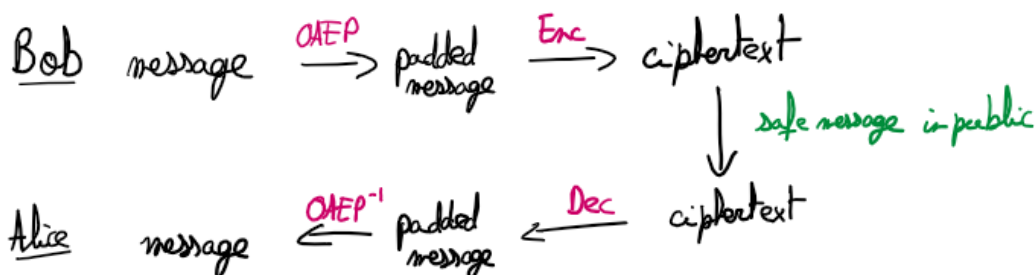 OAEP Enc
Bob message padded message ciphertext
safe message in public
OAEP⁻¹ Dec
Alice message padded message ciphertext